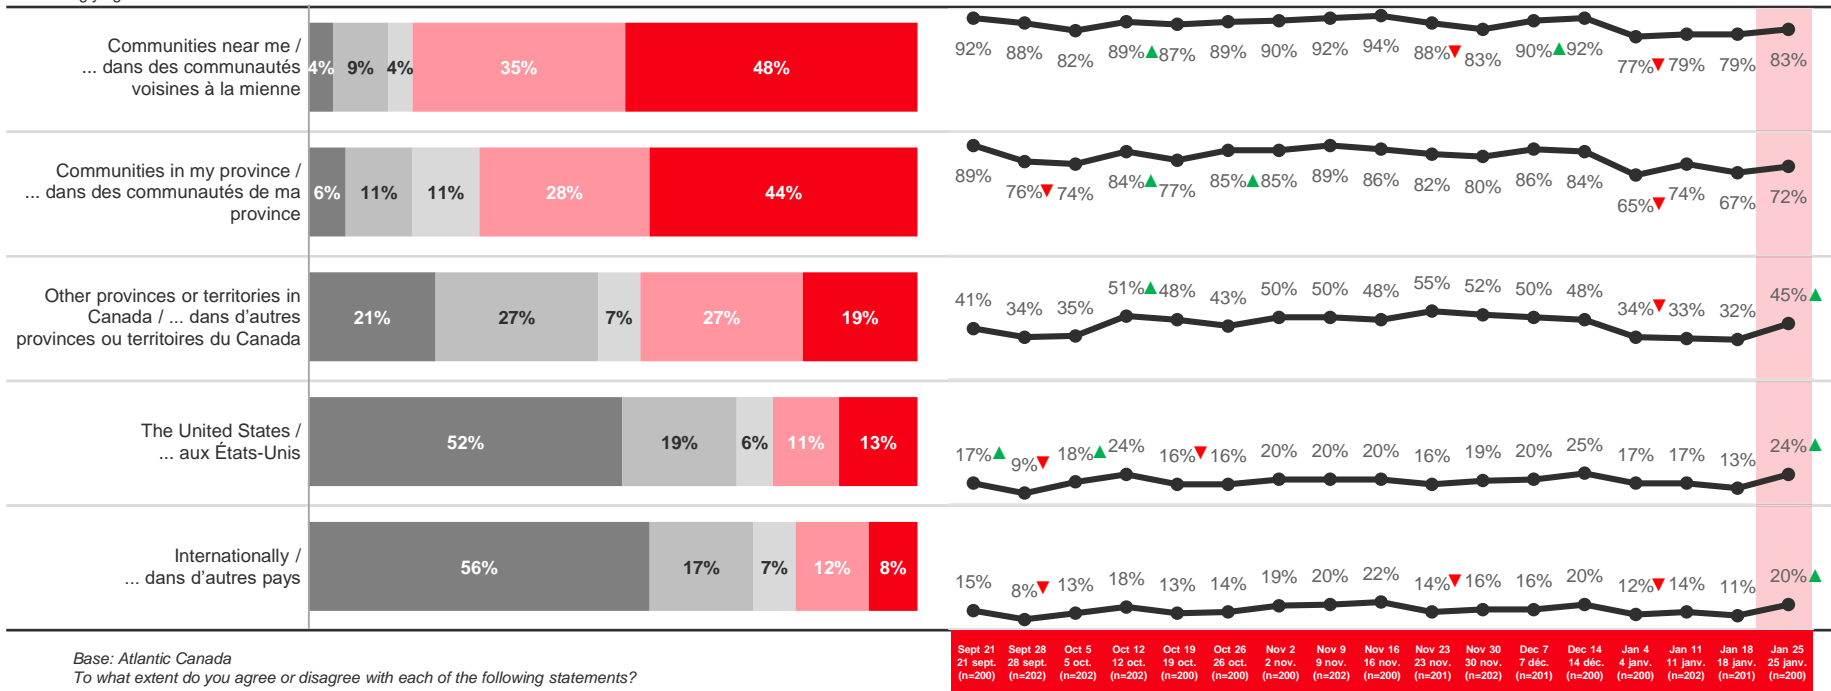 Communities near me /
... dans des communautés
voisines à la mienne
4% 9% 4% 35% 48%
92% 88% 82% 89% 87% 89% 90% 92% 94% 88% 83% 90% 92% 77% 79% 79% 83%
Communities in my province /
... dans des communautés de ma
province
6% 11% 11% 28% 44%
89% 76% 74% 84% 77% 85% 85% 89% 86% 82% 80% 86% 84% 65% 74% 67% 72%
Other provinces or territories in
Canada / ... dans d'autres
provinces ou territoires du Canada
21% 27% 7% 27% 19%
41% 34% 35% 51% 48% 43% 50% 50% 48% 55% 52% 50% 48% 34% 33% 32% 45%
The United States /
... aux États-Unis
52% 19% 6% 11% 13%
17% 9% 18% 24% 16% 16% 20% 20% 20% 16% 19% 20% 25% 17% 17% 13% 24%
Internationally /
... dans d'autres pays
56% 17% 7% 12% 8%
15% 8% 13% 18% 13% 14% 19% 20% 22% 14% 16% 16% 20% 12% 14% 11% 20%
Sept 21 Sept 28 Oct 5 Oct 12 Oct 19 Oct 26 Nov 2 Nov 9 Nov 16 Nov 23 Nov 30 Dec 7 Dec 14 Jan 4 Jan 11 Jan 18 Jan 25
21 sept. 28 sept. 5 oct. 12 oct. 19 oct. 26 oct. 2 nov. 9 nov. 16 nov. 23 nov. 30 nov. 7 déc. 14 déc. 4 janv. 11 janv. 18 janv. 25 janv.
(n=200) (n=202) (n=202) (n=202) (n=200) (n=200) (n=200) (n=202) (n=200) (n=201) (n=202) (n=201) (n=200) (n=200) (n=202) (n=201) (n=200)
Base: Atlantic Canada
To what extent do you agree or disagree with each of the following statements?